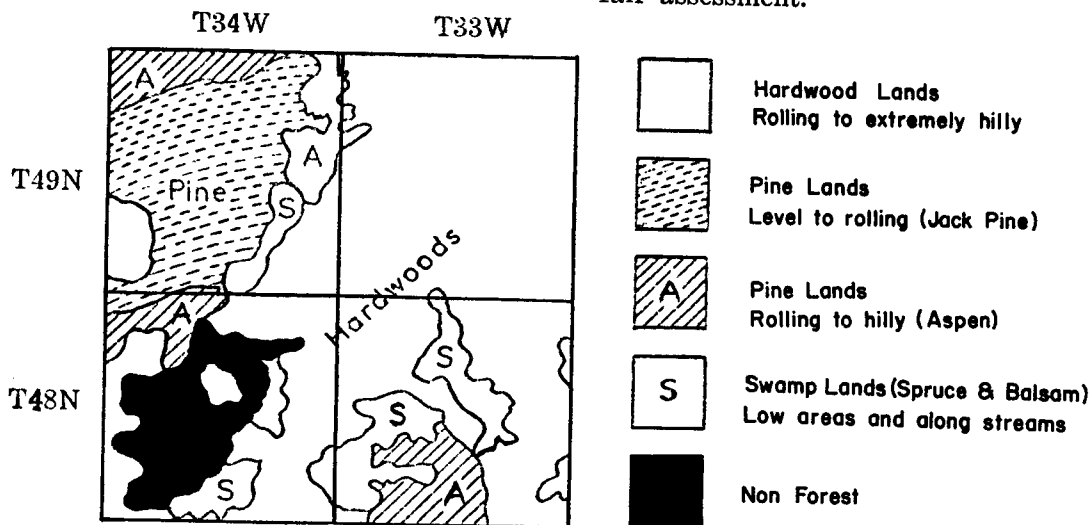 fair assessment.
T34W T33W
T49N
T48N
A
Pine
A
S
A
Hardwoods
S
S
S
A
Hardwood Lands
Rolling to extremely hilly
Pine Lands
Level to rolling (Jack Pine)
A
Pine Lands
Rolling to hilly (Aspen)
S
Swamp Lands (Spruce & Balsam)
Low areas and along streams
Non Forest